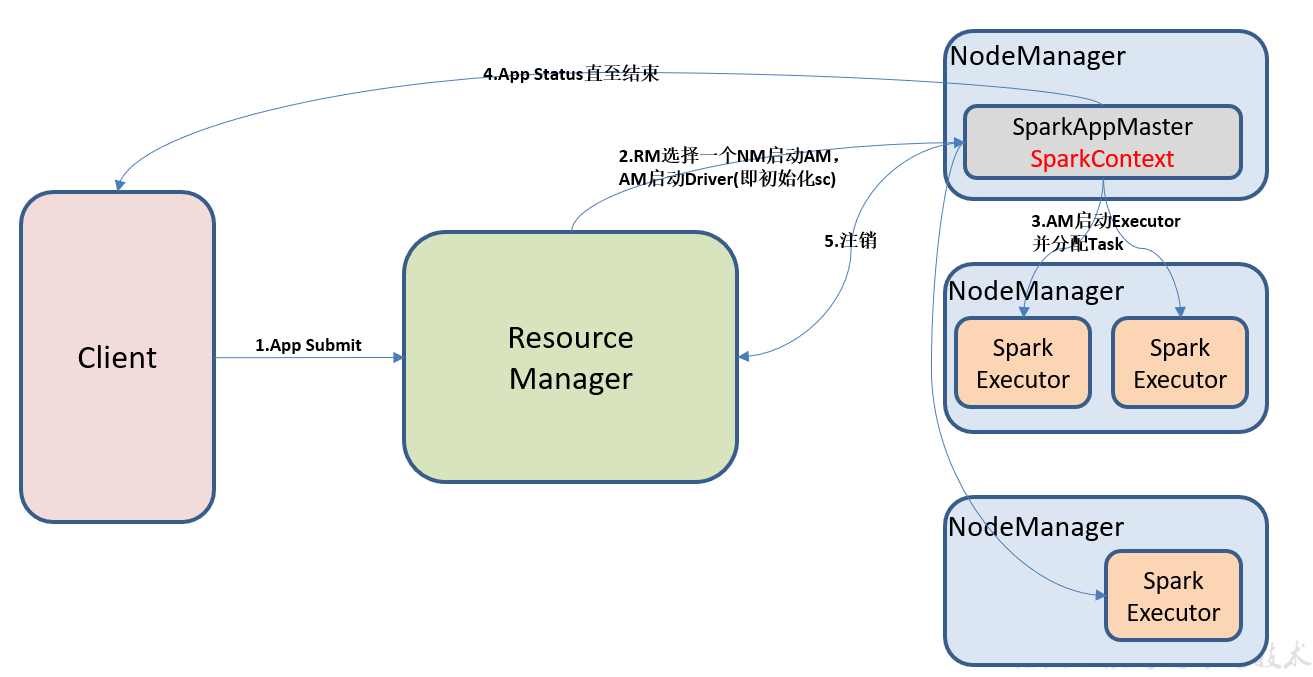 4.App Status直至结束
NodeManager
SparkAppMaster
SparkContext
2.RM选择一个NM启动AM，
AM启动Driver(即初始化sc)
3.AM启动Executor
并分配Task
5.注销
NodeManager
Spark
Executor
Spark
Executor
1.App Submit
Client
Resource
Manager
NodeManager
Spark
Executor
技术